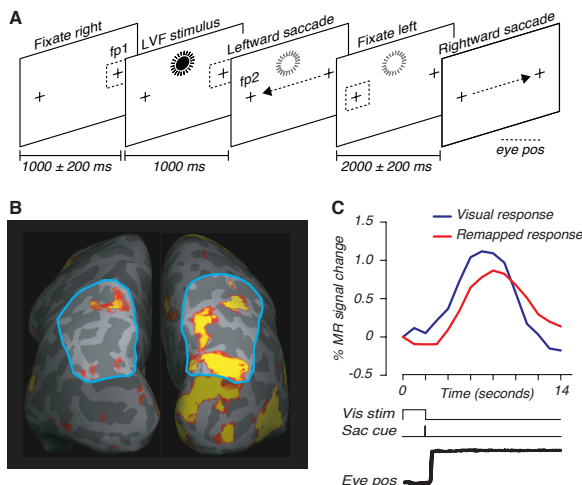 A
Fixate right
LVF stimulus
Leftward saccade
Fixate left
Rightward saccade
fp1
fp2
eye pos
1000 ± 200 ms
1000 ms
2000 ± 200 ms
B
C
Visual response
Remapped response
% MR signal change
1.5
1.0
0.5
0
-0.5
0
Time (seconds)
14
Vis stim
Sac cue
Eye pos